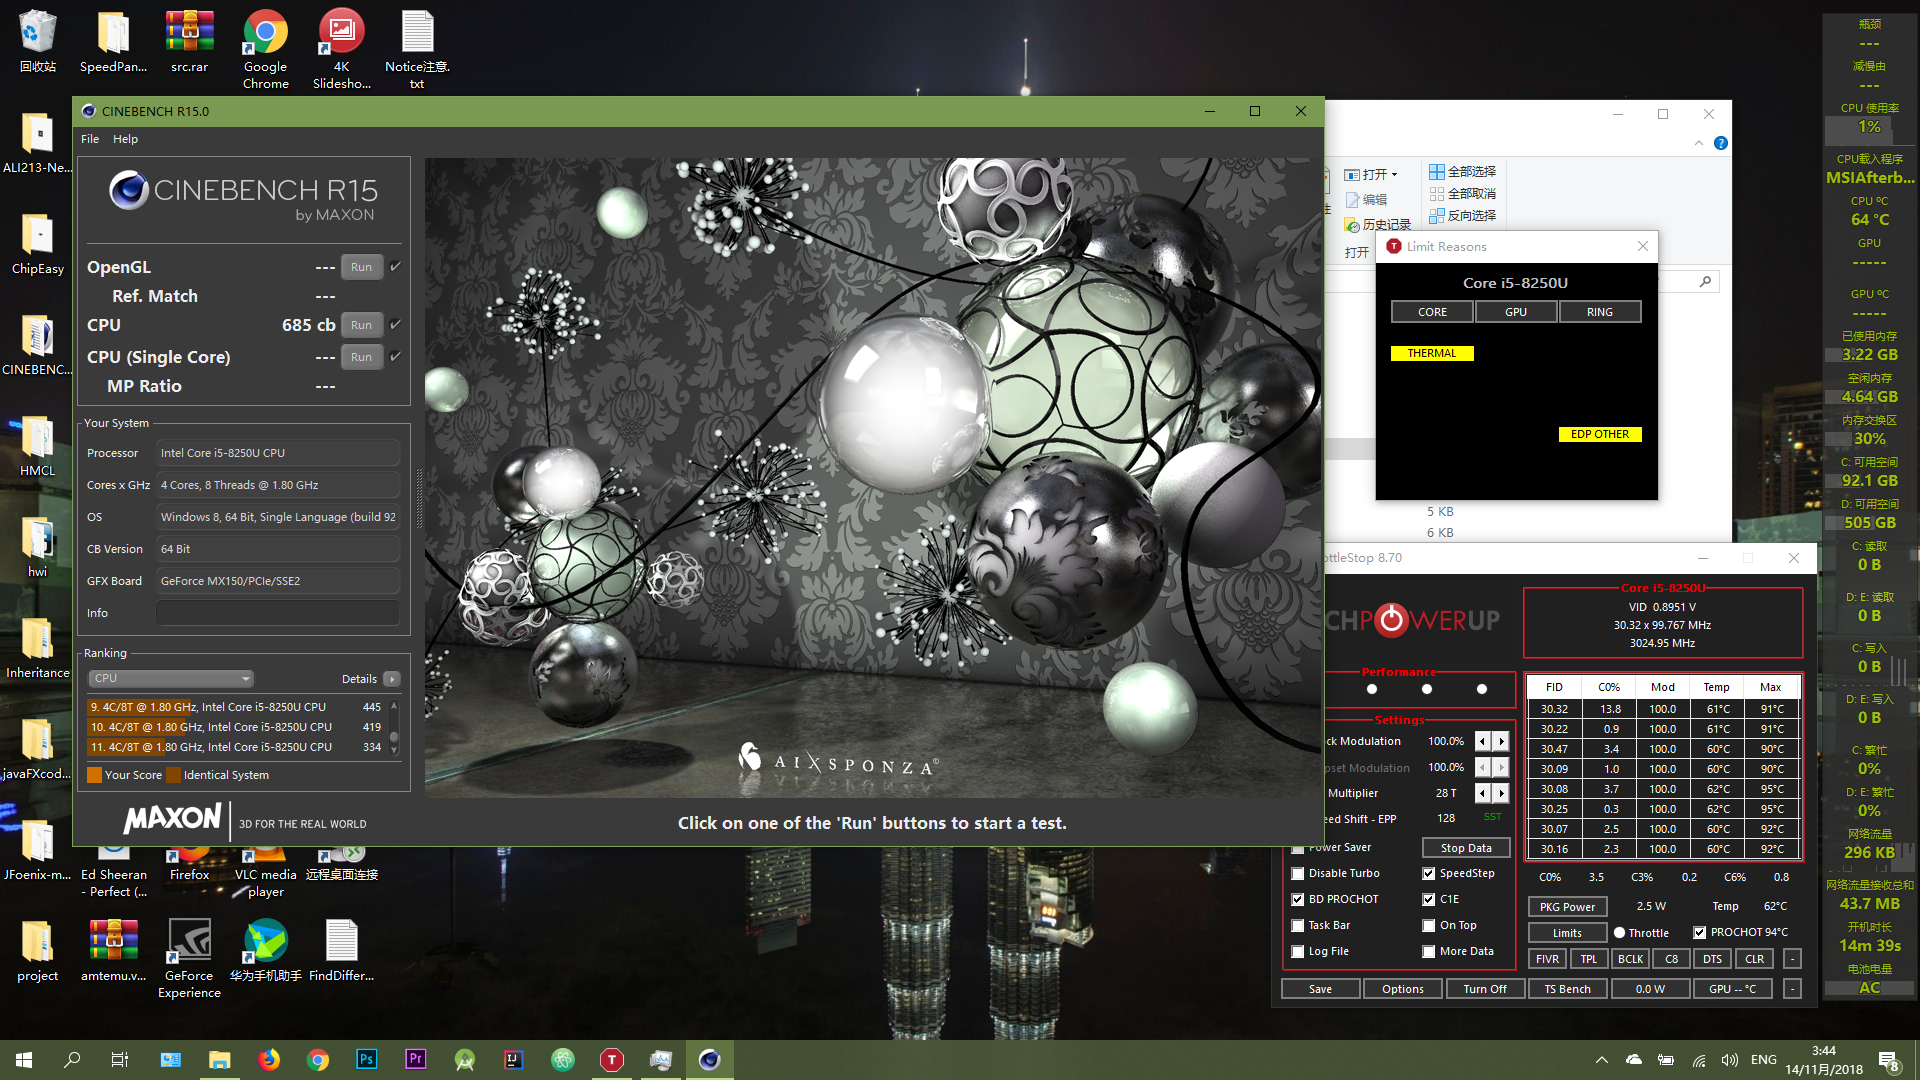 回收站
SpeedPan...
src.rar
Google
Chrome
4K
Slidesho...
Notice注意.
txt
ALI213-Ne...
ChipEasy
CINEBENC...
HMCL
hwi
Inheritance
javaFXcod...
JFoenix-m...
Ed Sheeran
- Perfect (...
Firefox
VLC media
player
远程桌面连接
project
amtemu.v...
GeForce
Experience
华为手机助手
FindDiffer...
CINEBENCH R15.0
File Help
CINEBENCH R15
by MAXON
OpenGL --- Run
Ref. Match ---
CPU 685 cb Run
CPU (Single Core) --- Run
MP Ratio ---
Your System
Processor Intel Core i5-8250U CPU
Cores x GHz 4 Cores, 8 Threads @ 1.80 GHz
OS Windows 8, 64 Bit, Single Language (build 92
CB Version 64 Bit
GFX Board GeForce MX150/PCIe/SSE2
Info
Ranking
CPU Details
9. 4C/8T @ 1.80 GHz, Intel Core i5-8250U CPU 445
10. 4C/8T @ 1.80 GHz, Intel Core i5-8250U CPU 419
11. 4C/8T @ 1.80 GHz, Intel Core i5-8250U CPU 334
Your Score Identical System
MAXON 3D FOR THE REAL WORLD
AIXSPONZA®
Click on one of the 'Run' buttons to start a test.
打开
编辑
历史记录
打开
全部选择
全部取消
反向选择
5 KB
6 KB
Limit Reasons
Core i5-8250U
CORE GPU RING
THERMAL
EDP OTHER
ottleStop 8.70
CHPOWERUP
Core i5-8250U
VID 0.8951 V
30.32 x 99.767 MHz
3024.95 MHz
Performance
Settings
ck Modulation 100.0%
pset Modulation 100.0%
Multiplier 28 T
eed Shift - EPP 128 SST
Power Saver Stop Data
Disable Turbo SpeedStep
BD PROCHOT C1E
Task Bar On Top
Log File More Data
FID C0% Mod Temp Max
30.32 13.8 100.0 61°C 91°C
30.22 0.9 100.0 61°C 91°C
30.47 3.4 100.0 60°C 90°C
30.09 1.0 100.0 60°C 90°C
30.08 3.7 100.0 62°C 95°C
30.25 0.3 100.0 62°C 95°C
30.07 2.5 100.0 60°C 92°C
30.16 2.3 100.0 60°C 92°C
C0% 3.5 C3% 0.2 C6% 0.8
PKG Power 2.5 W Temp 62°C
Limits Throttle PROCHOT 94°C
FIVR TPL BCLK C8 DTS CLR -
Save Options Turn Off TS Bench 0.0 W GPU -- °C -
瓶颈
---
减慢由
---
CPU 使用率
1%
CPU载入程序
MSIAfterb...
CPU ºC
64 °C
GPU
-----
GPU ºC
-----
已使用内存
3.22 GB
空闲内存
4.64 GB
内存交换区
30%
C: 可用空间
92.1 GB
D: 可用空间
505 GB
C: 读取
0 B
D: E: 读取
0 B
C: 写入
0 B
D: E: 写入
0 B
C: 繁忙
0%
D: E: 繁忙
0%
网络流量
296 KB
网络流量接收总和
43.7 MB
开机时长
14m 39s
电池电量
AC
Ps
Pr
IJ
T
ENG
3:44
14/11月/2018
8